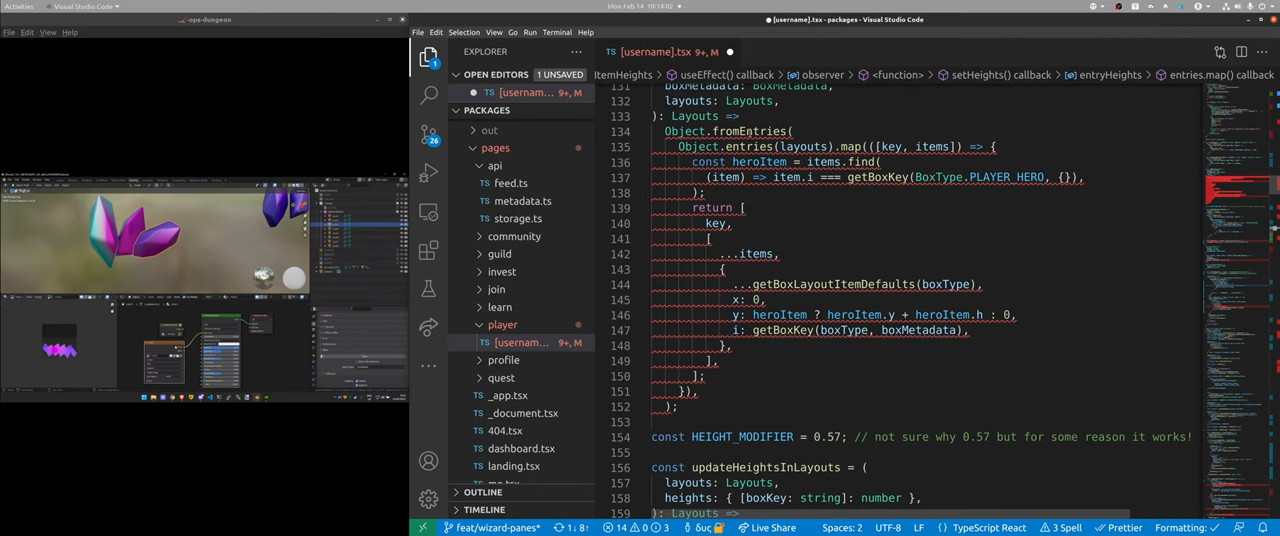 Activities
Visual Studio Code
Mon Feb 14 10:14:02
-ops-dungeon
File Edit View Help
[username].tsx - packages - Visual Studio Code
File Edit Selection View Go Run Terminal Help
EXPLORER
OPEN EDITORS 1 UNSAVED
TS [usernam... 9+, M
PACKAGES
out
pages
api
TS feed.ts
TS metadata.ts
TS storage.ts
community
guild
invest
join
learn
player
TS [usernam... 9+, M
profile
quest
TS _app.tsx
TS _document.tsx
TS 404.tsx
TS dashboard.tsx
TS landing.tsx
OUTLINE
TIMELINE
1
26
TS [username].tsx 9+, M
ItemHeights > useEffect() callback > observer > <function> > setHeights() callback > entryHeights > entries.map() callback
131 boxMetadata: BoxMetadata,
132 layouts: Layouts,
133 ): Layouts =>
134 Object.fromEntries(
135 Object.entries(layouts).map(([key, items]) => {
136 const heroItem = items.find(
137 (item) => item.i === getBoxKey(BoxType.PLAYER_HERO, {}),
138 );
139 return [
140 key,
141 [
142 ...items,
143 {
144 ...getBoxLayoutItemDefaults(boxType),
145 x: 0,
146 y: heroItem ? heroItem.y + heroItem.h : 0,
147 i: getBoxKey(boxType, boxMetadata),
148 },
149 ],
150 ];
151 }),
152 );
153
154 const HEIGHT_MODIFIER = 0.57; // not sure why 0.57 but for some reason it works!
155
156 const updateHeightsInLayouts = (
157 layouts: Layouts,
158 heights: { [boxKey: string]: number },
159 ): Layouts =>
feat/wizard-panes* 1↓ 8↑ 14 0 3 δυς Live Share Spaces: 2 UTF-8 LF TypeScript React 3 Spell Prettier Formatting: ✓